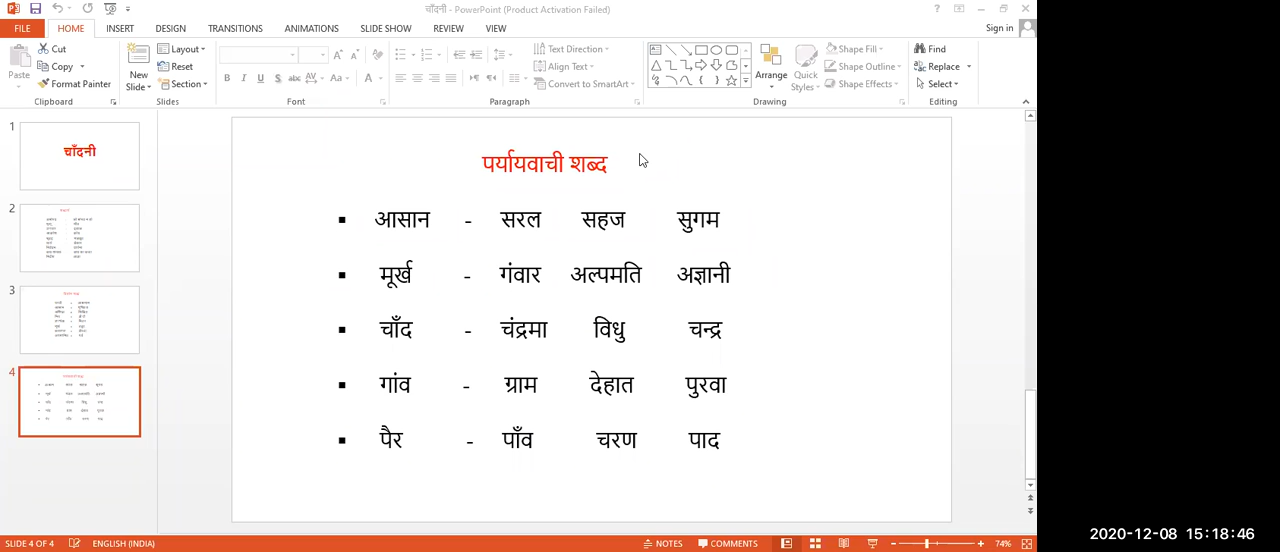 चाँदनी - PowerPoint (Product Activation Failed)
FILE HOME INSERT DESIGN TRANSITIONS ANIMATIONS SLIDE SHOW REVIEW VIEW Sign in
Paste Cut Copy Format Painter
Clipboard
New Slide Layout Reset Section
Slides
B I U S abc AV Aa A
Font
Text Direction Align Text Convert to SmartArt
Paragraph
Arrange Quick Styles Shape Fill Shape Outline Shape Effects
Drawing
Find Replace Select
Editing
1
चाँदनी
2
3
4
पर्यायवाची शब्द
▪ आसान - सरल सहज सुगम
▪ मूर्ख - गंवार अल्पमति अज्ञानी
▪ चाँद - चंद्रमा विधु चन्द्र
▪ गांव - ग्राम देहात पुरवा
▪ पैर - पाँव चरण पाद
SLIDE 4 OF 4 ENGLISH (INDIA) NOTES COMMENTS 74%
2020-12-08 15:18:46